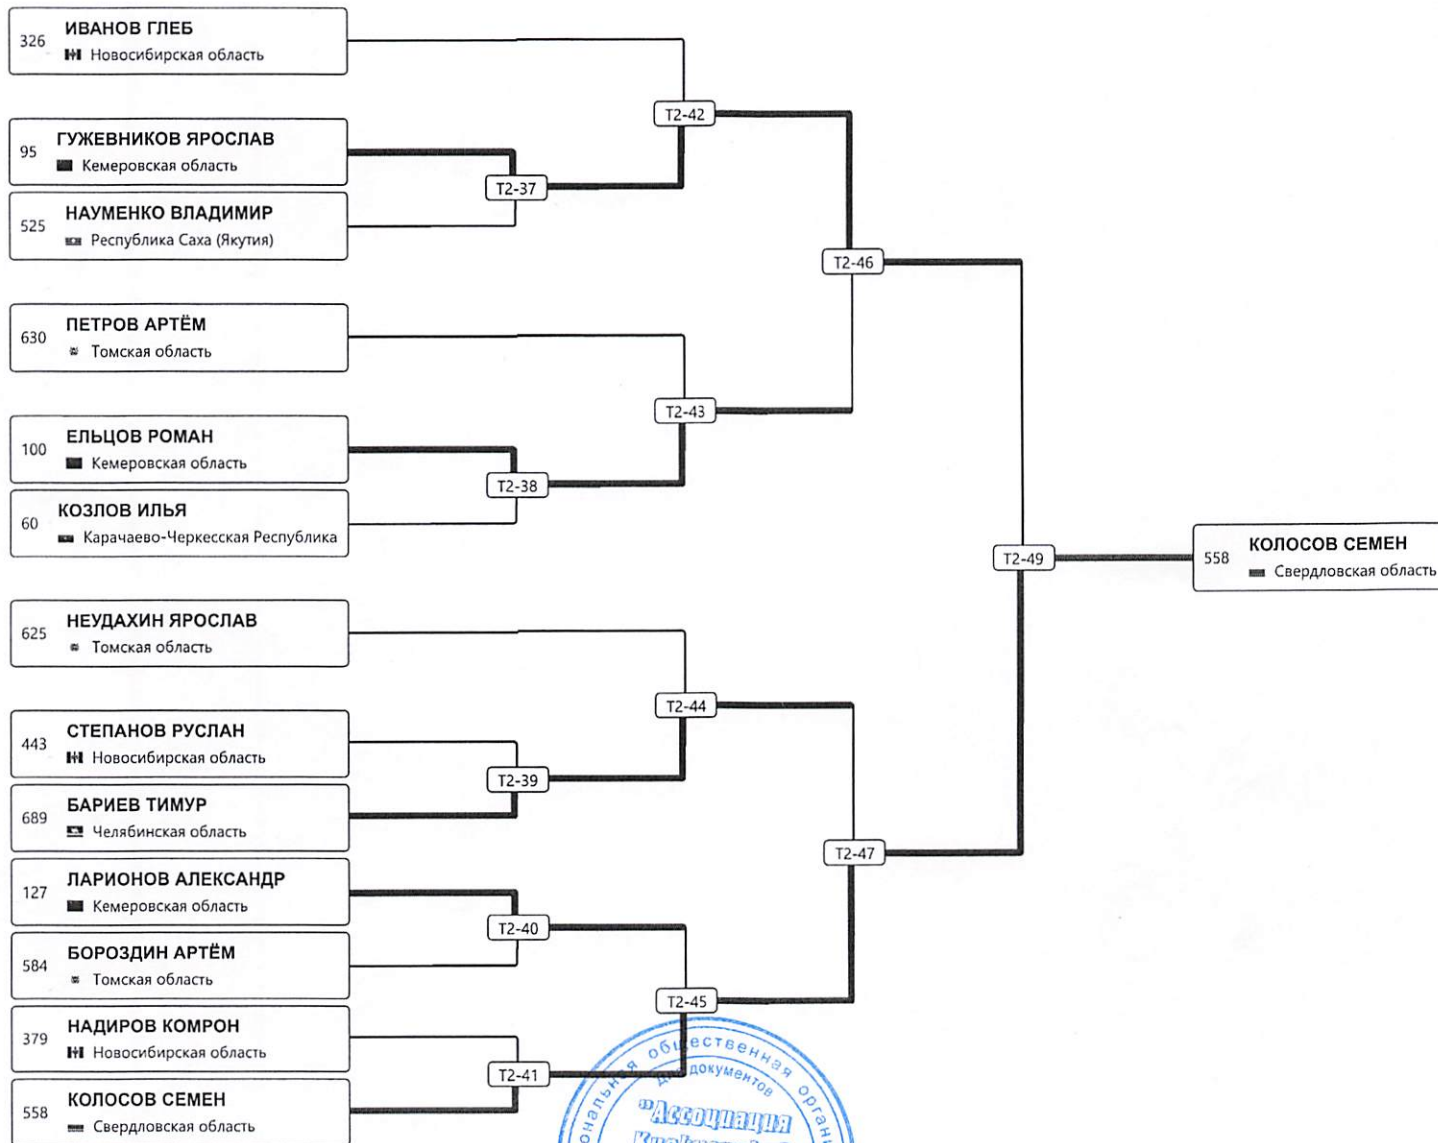 326 ИВАНОВ ГЛЕБ
Новосибирская область
T2-42
95 ГУЖЕВНИКОВ ЯРОСЛАВ
Кемеровская область
T2-37
525 НАУМЕНКО ВЛАДИМИР
Республика Саха (Якутия)
T2-46
630 ПЕТРОВ АРТЁМ
Томская область
T2-43
100 ЕЛЬЦОВ РОМАН
Кемеровская область
T2-38
60 КОЗЛОВ ИЛЬЯ
Карачаево-Черкесская Республика
T2-49
558 КОЛОСОВ СЕМЕН
Свердловская область
625 НЕУДАХИН ЯРОСЛАВ
Томская область
T2-44
443 СТЕПАНОВ РУСЛАН
Новосибирская область
T2-39
689 БАРИЕВ ТИМУР
Челябинская область
T2-47
127 ЛАРИОНОВ АЛЕКСАНДР
Кемеровская область
T2-40
584 БОРОЗДИН АРТЁМ
Томская область
T2-45
379 НАДИРОВ КОМРОН
Новосибирская область
T2-41
558 КОЛОСОВ СЕМЕН
Свердловская область
общественная
для документов
"Ассоциация